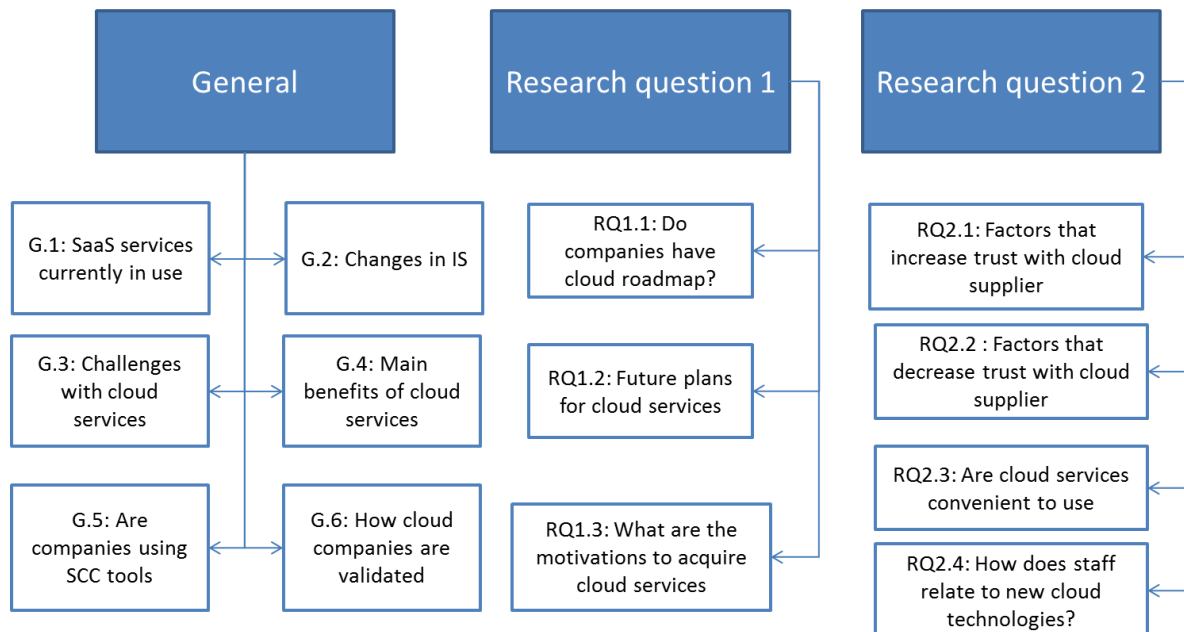 General
Research question 1
Research question 2
G.1: SaaS services
currently in use
G.2: Changes in IS
G.3: Challenges
with cloud
services
G.4: Main
benefits of cloud
services
G.5: Are
companies using
SCC tools
G.6: How cloud
companies are
validated
RQ1.1: Do
companies have
cloud roadmap?
RQ1.2: Future plans
for cloud services
RQ1.3: What are the
motivations to acquire
cloud services
RQ2.1: Factors that
increase trust with cloud
supplier
RQ2.2 : Factors that
decrease trust with cloud
supplier
RQ2.3: Are cloud services
convenient to use
RQ2.4: How does staff
relate to new cloud
technologies?